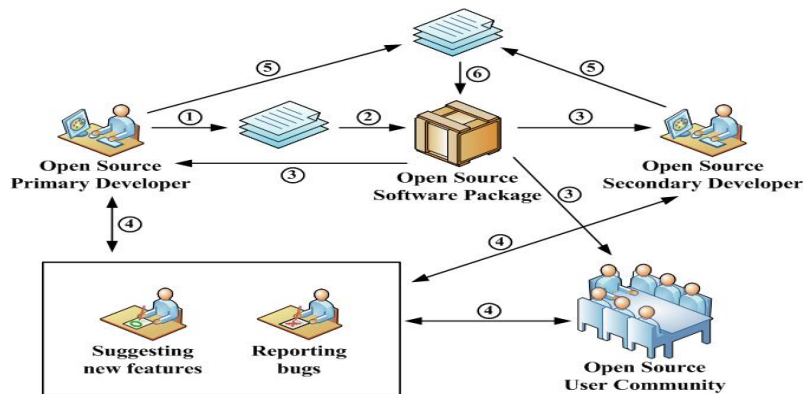 ⑤
⑤
⑥
①
②
③
Open Source
Primary Developer
③
Open Source
Software Package
Open Source
Secondary Developer
③
④
④
④
Suggesting
new features
Reporting
bugs
Open Source
User Community